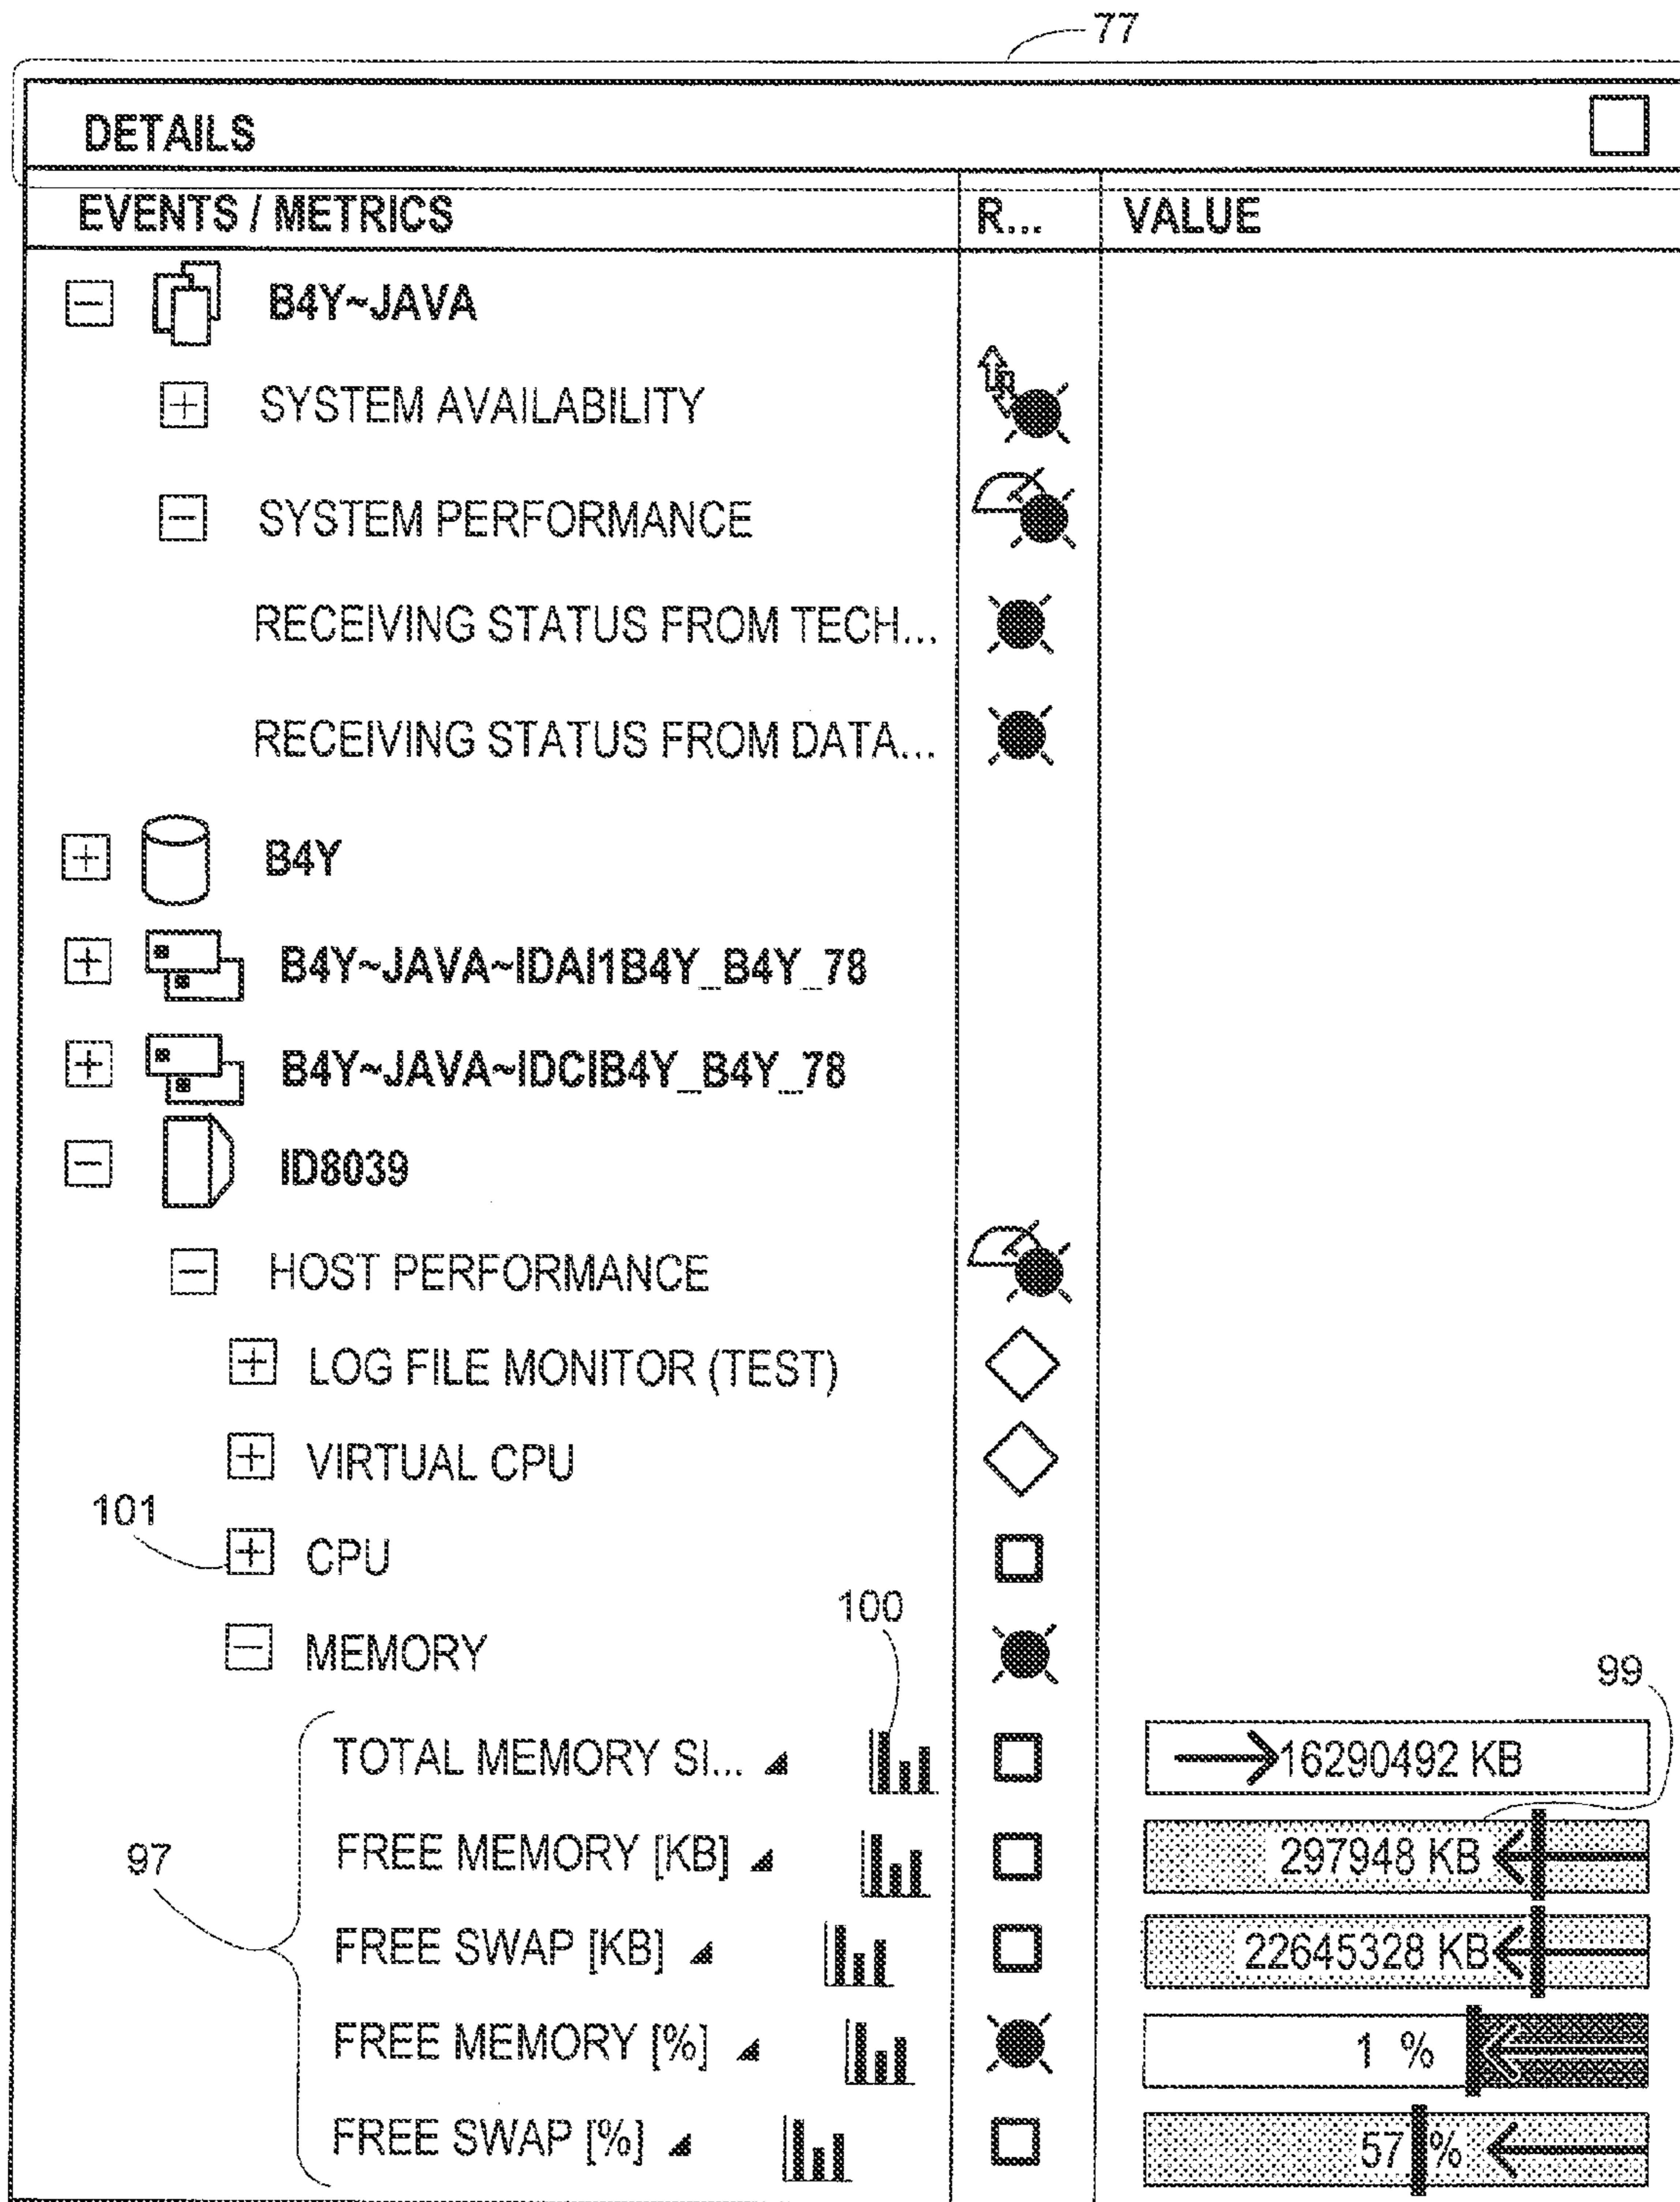 77
DETAILS
EVENTS / METRICS R... VALUE
B4Y~JAVA
SYSTEM AVAILABILITY
SYSTEM PERFORMANCE
RECEIVING STATUS FROM TECH...
RECEIVING STATUS FROM DATA...
B4Y
B4Y~JAVA~IDAI1B4Y_B4Y_78
B4Y~JAVA~IDCIB4Y_B4Y_78
ID8039
HOST PERFORMANCE
LOG FILE MONITOR (TEST)
VIRTUAL CPU
101
CPU
100
MEMORY
99
TOTAL MEMORY SI... 16290492 KB
97
FREE MEMORY [KB] 297948 KB
FREE SWAP [KB] 22645328 KB
FREE MEMORY [%] 1 %
FREE SWAP [%] 57 %